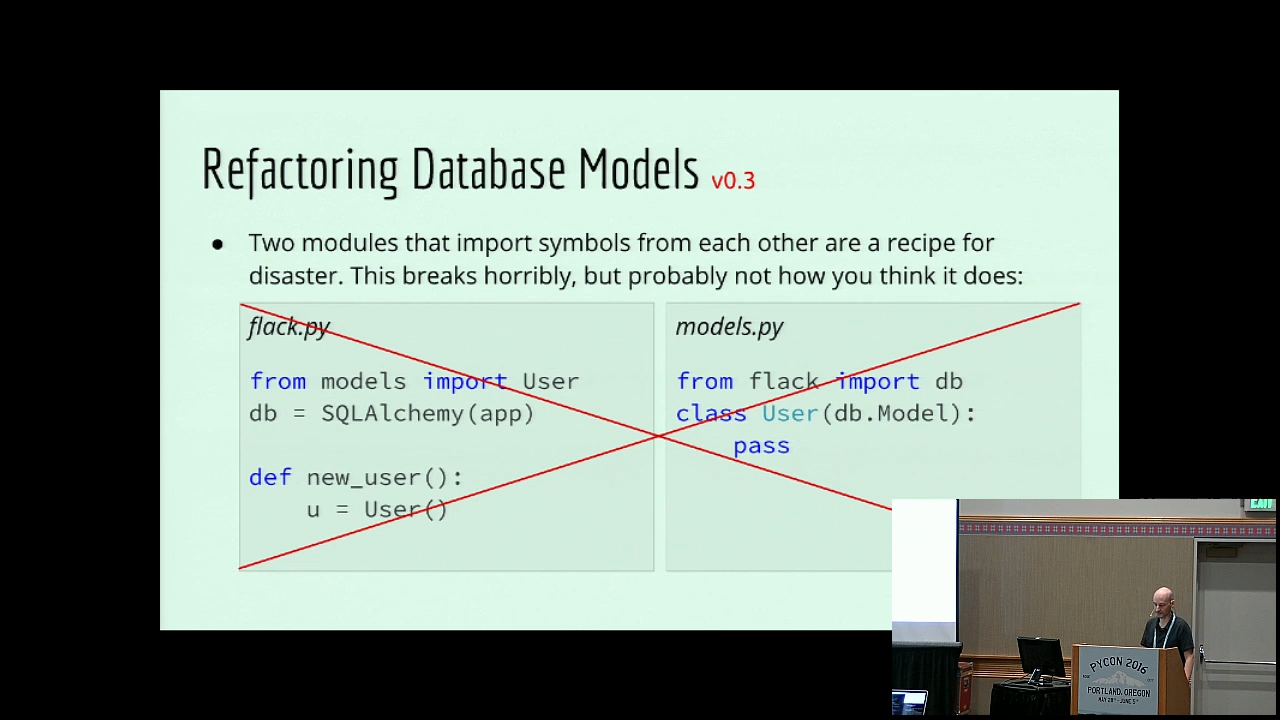 Refactoring Database Models v0.3
● Two modules that import symbols from each other are a recipe for
disaster. This breaks horribly, but probably not how you think it does:
flack.py
from models import User
db = SQLAlchemy(app)
def new_user():
u = User()
models.py
from flack import db
class User(db.Model):
pass
EXIT
PYCON 2016
PORTLAND, OREGON
MAY 28TH - JUNE 5TH